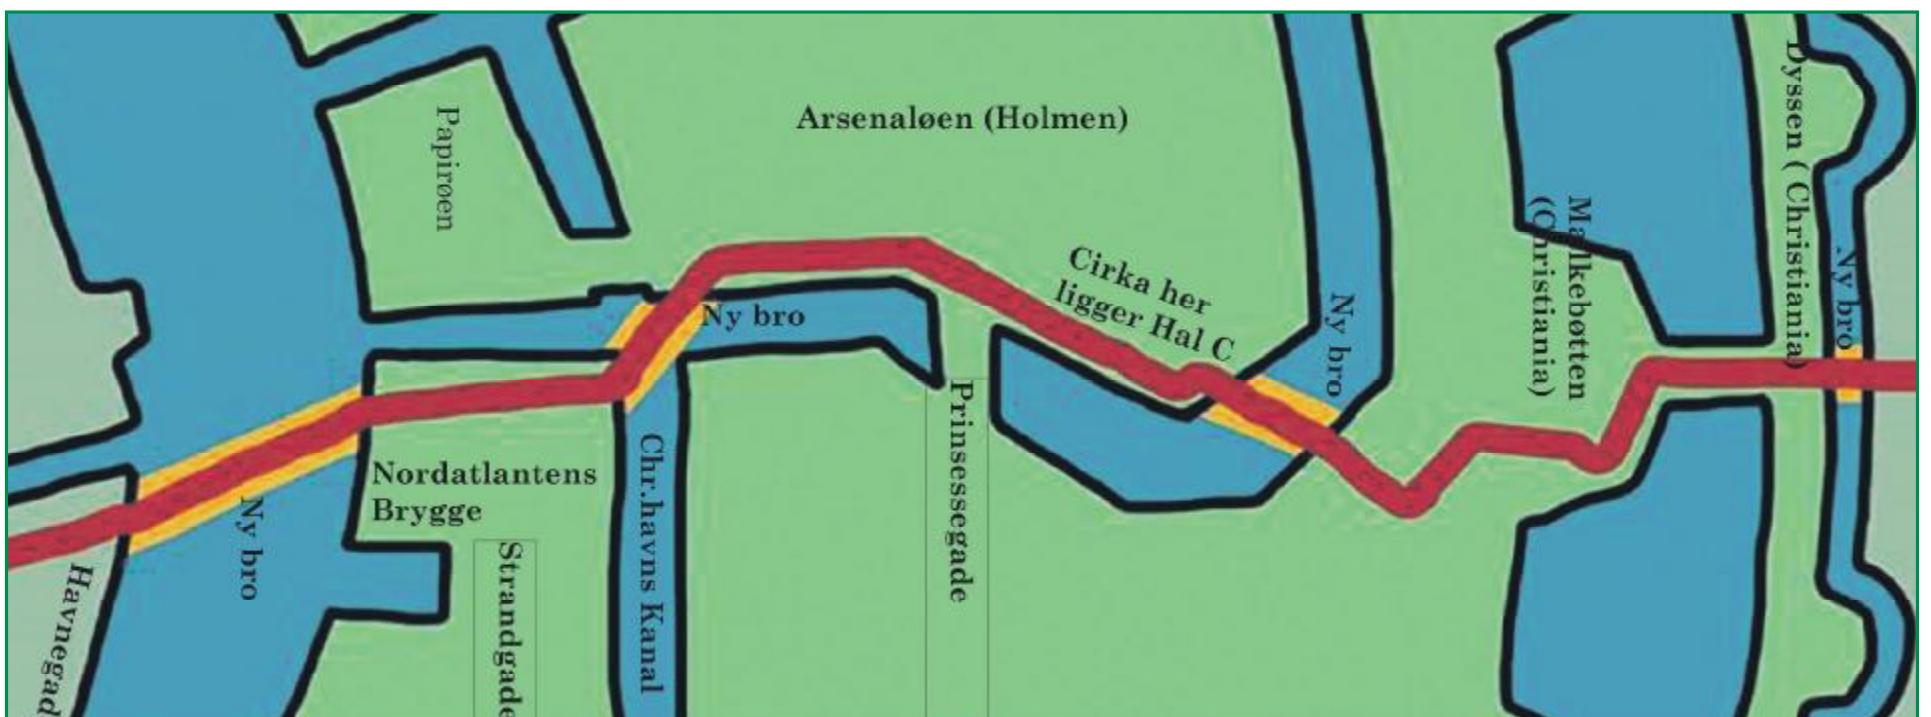 Papirøen
Arsenaløen (Holmen)
Dyssen ( Christiania)
Mælkebøtten
(Christiania)
Cirka her
ligger Hal C
Ny bro
Ny bro
Ny bro
Nordatlantens
Brygge
Ny bro
Chr.havns Kanal
Prinsessegade
Strandgade
Havnegad